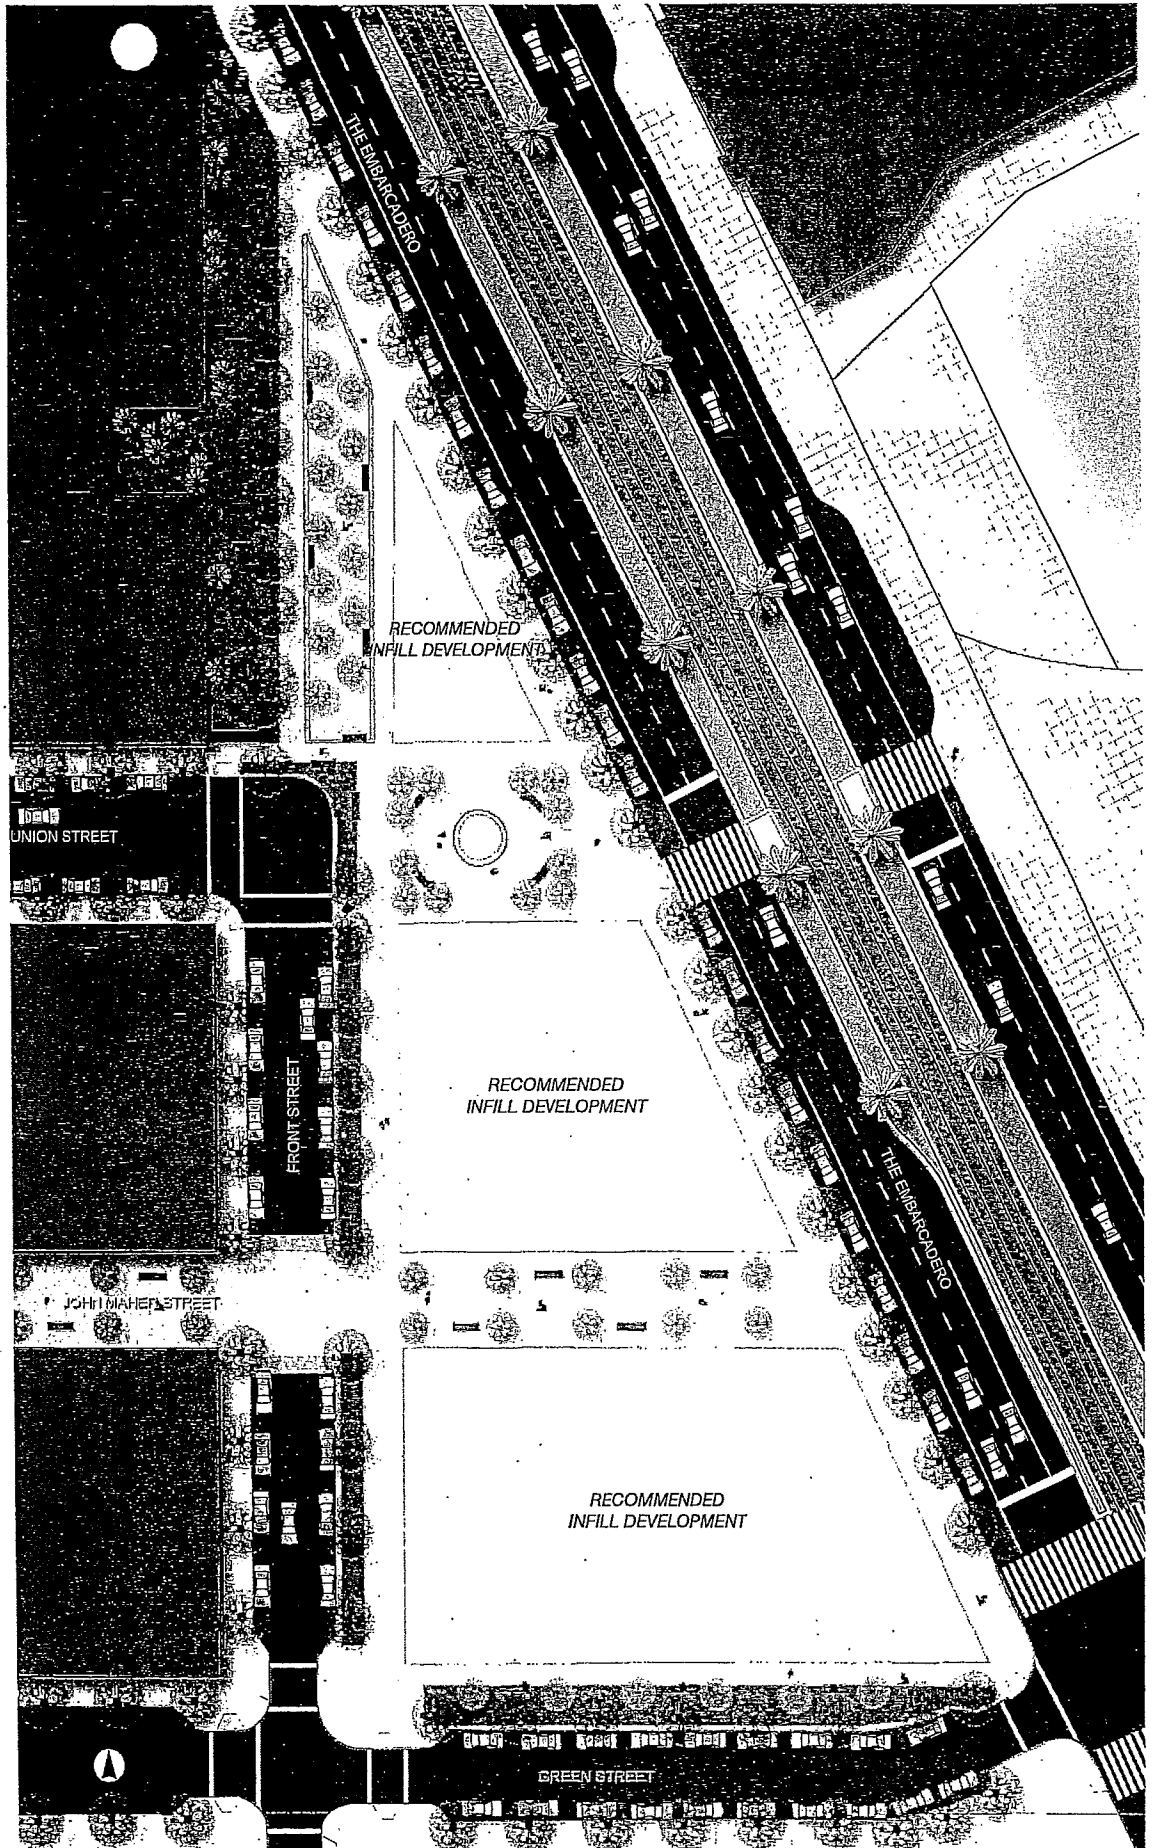 THE EMBARCADERO
RECOMMENDED
INFILL DEVELOPMENT
UNION STREET
FRONT STREET
RECOMMENDED
INFILL DEVELOPMENT
THE EMBARCADERO
JOHN MAHER STREET
RECOMMENDED
INFILL DEVELOPMENT
GREEN STREET